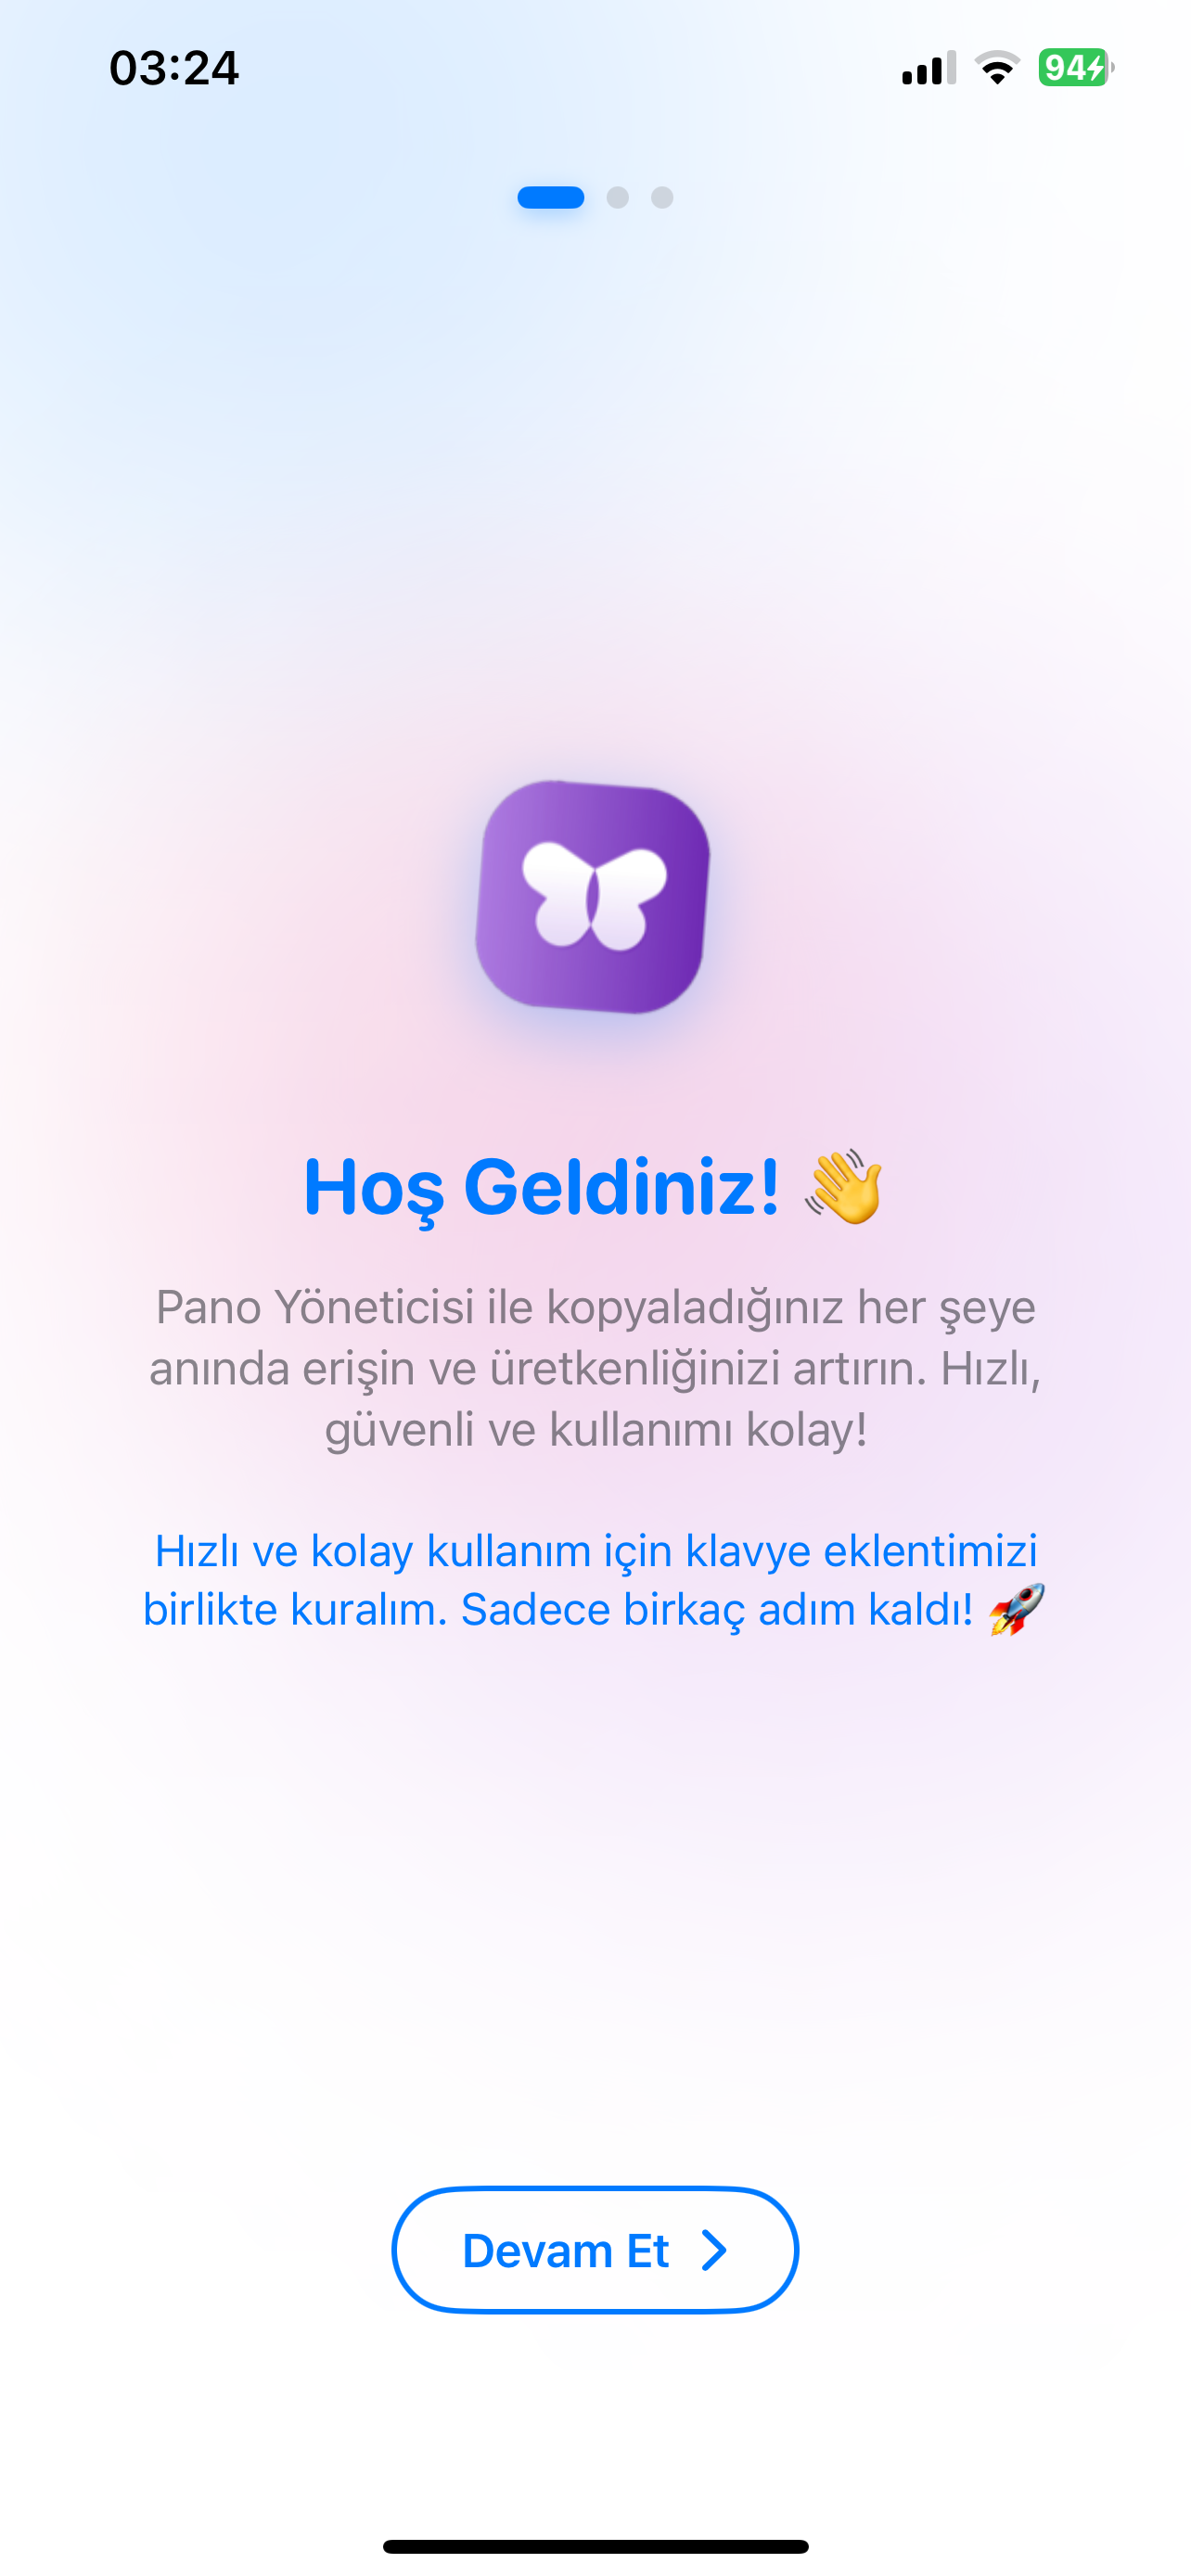 03:24
94
Hoş Geldiniz! 👋
Pano Yöneticisi ile kopyaladığınız her şeye
anında erişin ve üretkenliğinizi artırın. Hızlı,
güvenli ve kullanımı kolay!
Hızlı ve kolay kullanım için klavye eklentimizi
birlikte kuralım. Sadece birkaç adım kaldı! 🚀
Devam Et